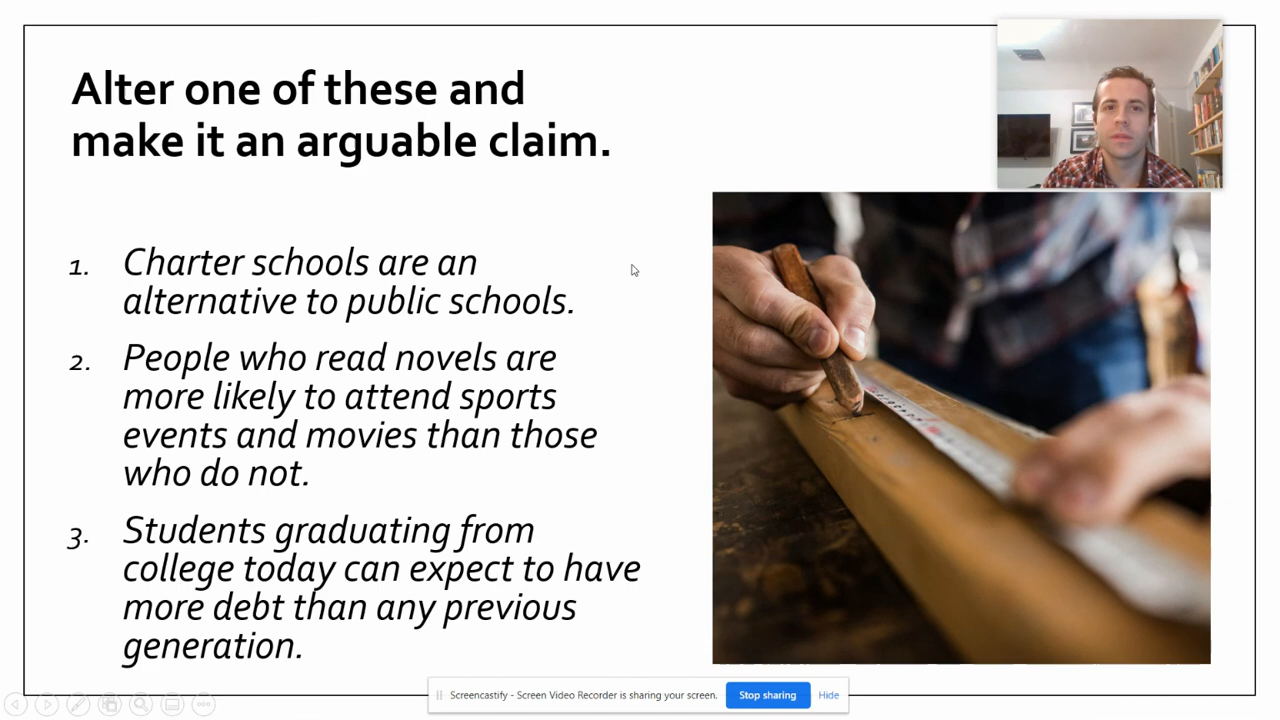 Alter one of these and
make it an arguable claim.
1. Charter schools are an
alternative to public schools.
2. People who read novels are
more likely to attend sports
events and movies than those
who do not.
3. Students graduating from
college today can expect to have
more debt than any previous
generation.
Screencastify - Screen Video Recorder is sharing your screen. Stop sharing Hide